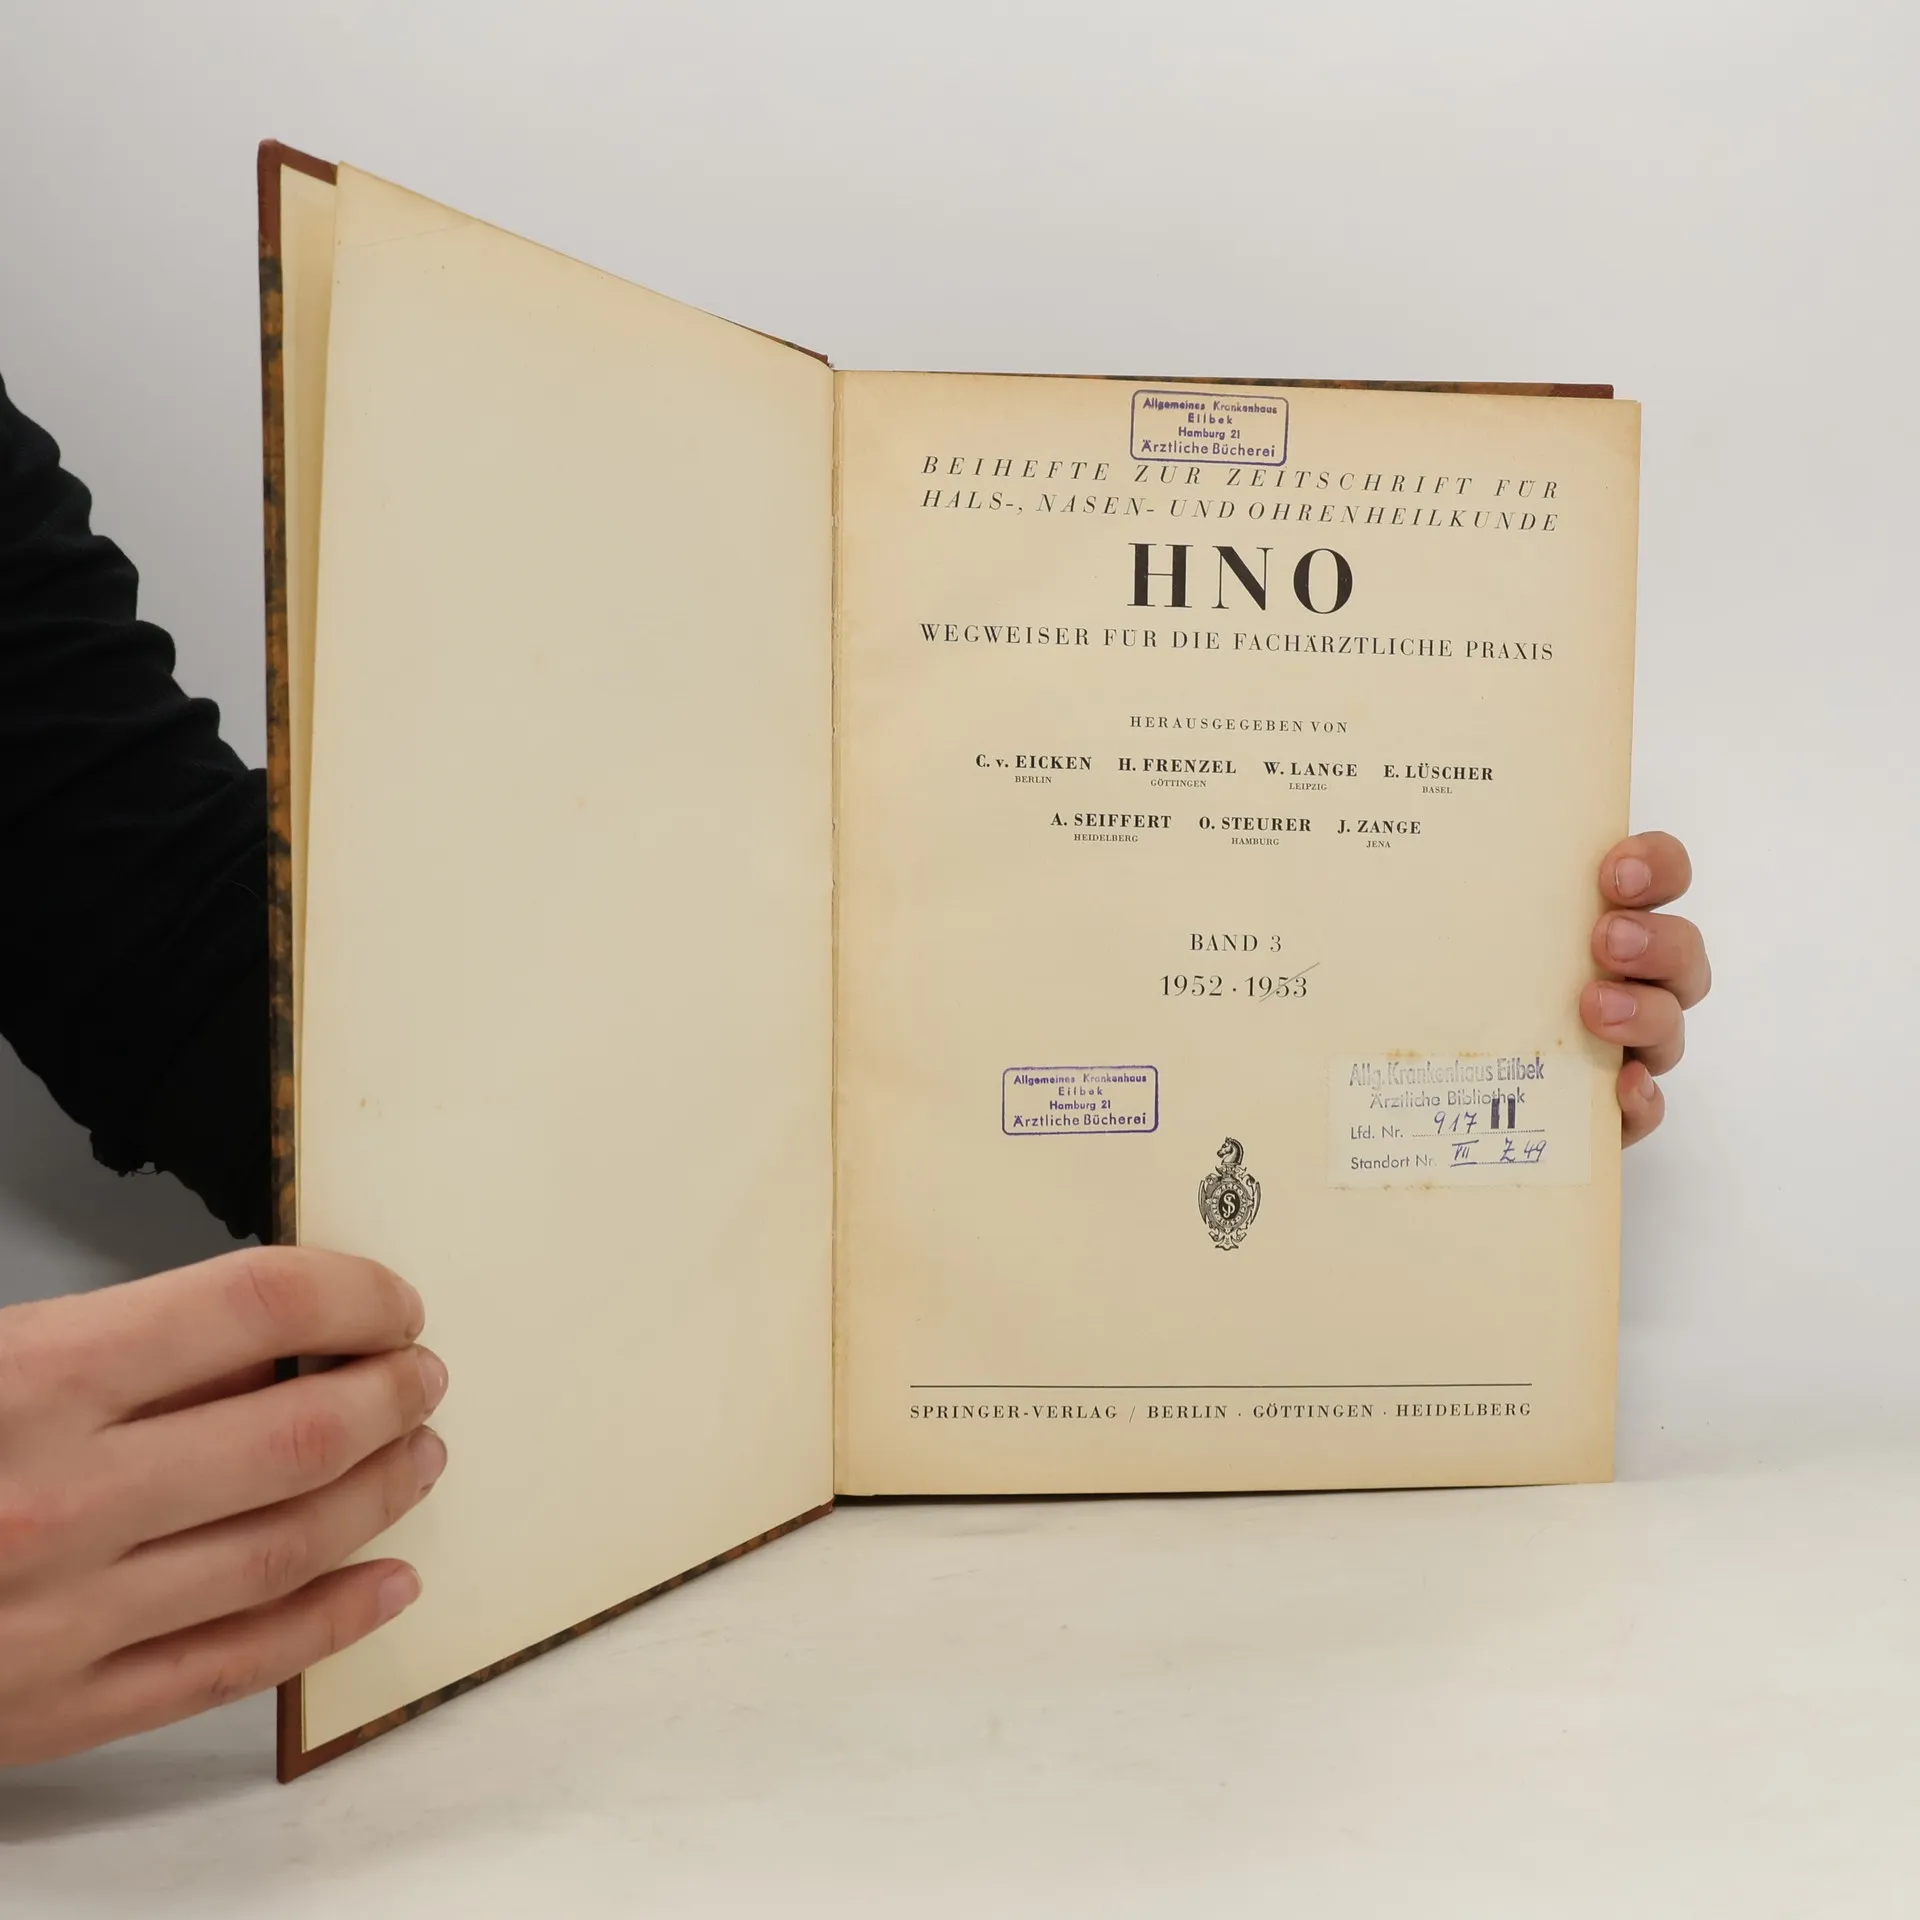 Allgemeines Krankenhaus
Eilbek
Hamburg 21
Ärztliche Bücherei
BEIHEFTE ZUR ZEITSCHRIFT FÜR
HALS-, NASEN- UND OHRENHEILKUNDE
HNO
WEGWEISER FÜR DIE FACHÄRZTLICHE PRAXIS
HERAUSGEGEBEN VON
C. v. EICKEN H. FRENZEL W. LANGE E. LÜSCHER
BERLIN GÖTTINGEN LEIPZIG BASEL
A. SEIFFERT O. STEURER J. ZANGE
HEIDELBERG HAMBURG JENA
BAND 3
1952 · 1953
Allgemeines Krankenhaus
Eilbek
Hamburg 21
Ärztliche Bücherei
Allg. Krankenhaus Eilbek
Ärztliche Bibliothek
Lfd. Nr. 917 II
Standort Nr. VII Z 49
SPRINGER-VERLAG / BERLIN · GÖTTINGEN · HEIDELBERG